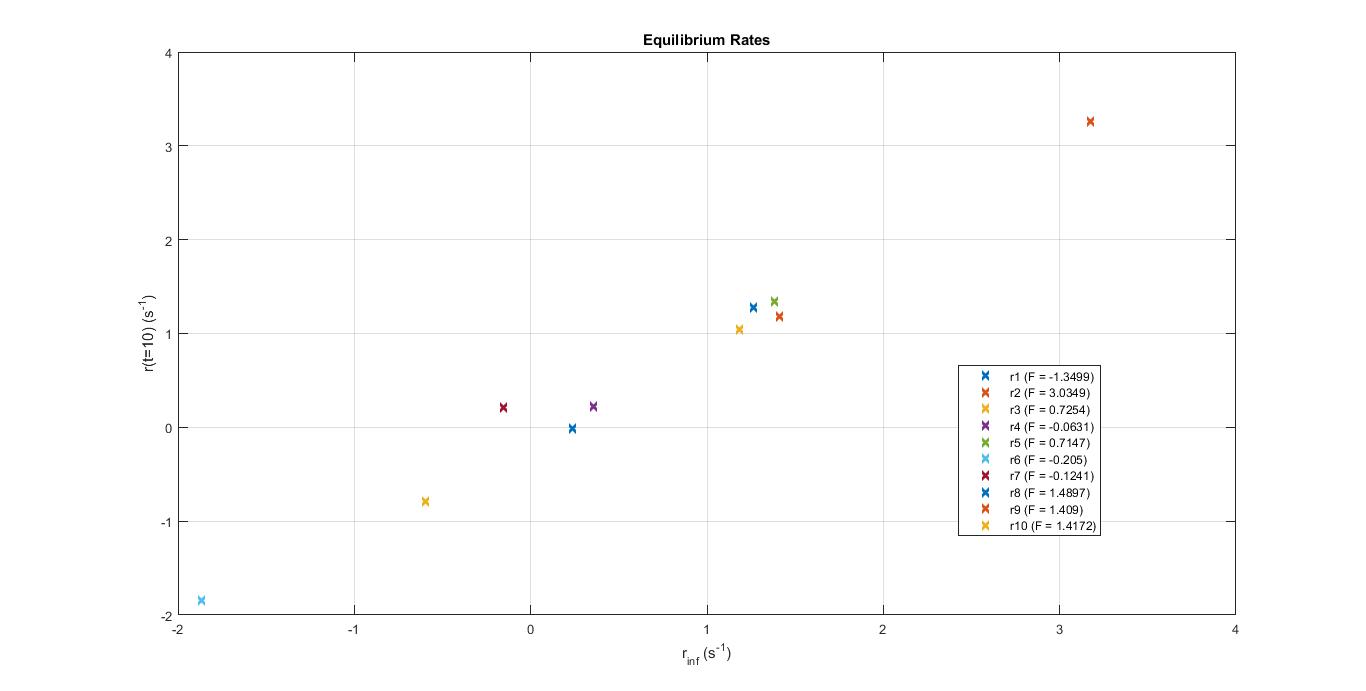 Equilibrium Rates
4
3
2
1
0
-1
-2
r(t=10) (s-1)
r1 (F = -1.3499)
r2 (F = 3.0349)
r3 (F = 0.7254)
r4 (F = -0.0631)
r5 (F = 0.7147)
r6 (F = -0.205)
r7 (F = -0.1241)
r8 (F = 1.4897)
r9 (F = 1.409)
r10 (F = 1.4172)
-2 -1 0 1 2 3 4
rinf (s-1)